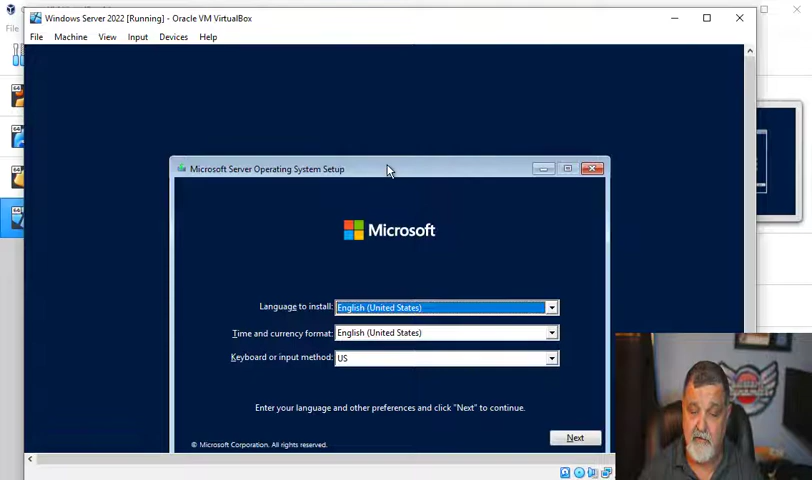 Windows Server 2022 [Running] - Oracle VM VirtualBox
File Machine View Input Devices Help
Microsoft Server Operating System Setup
Microsoft
Language to install: English (United States)
Time and currency format: English (United States)
Keyboard or input method: US
Enter your language and other preferences and click "Next" to continue.
© Microsoft Corporation. All rights reserved.
Next